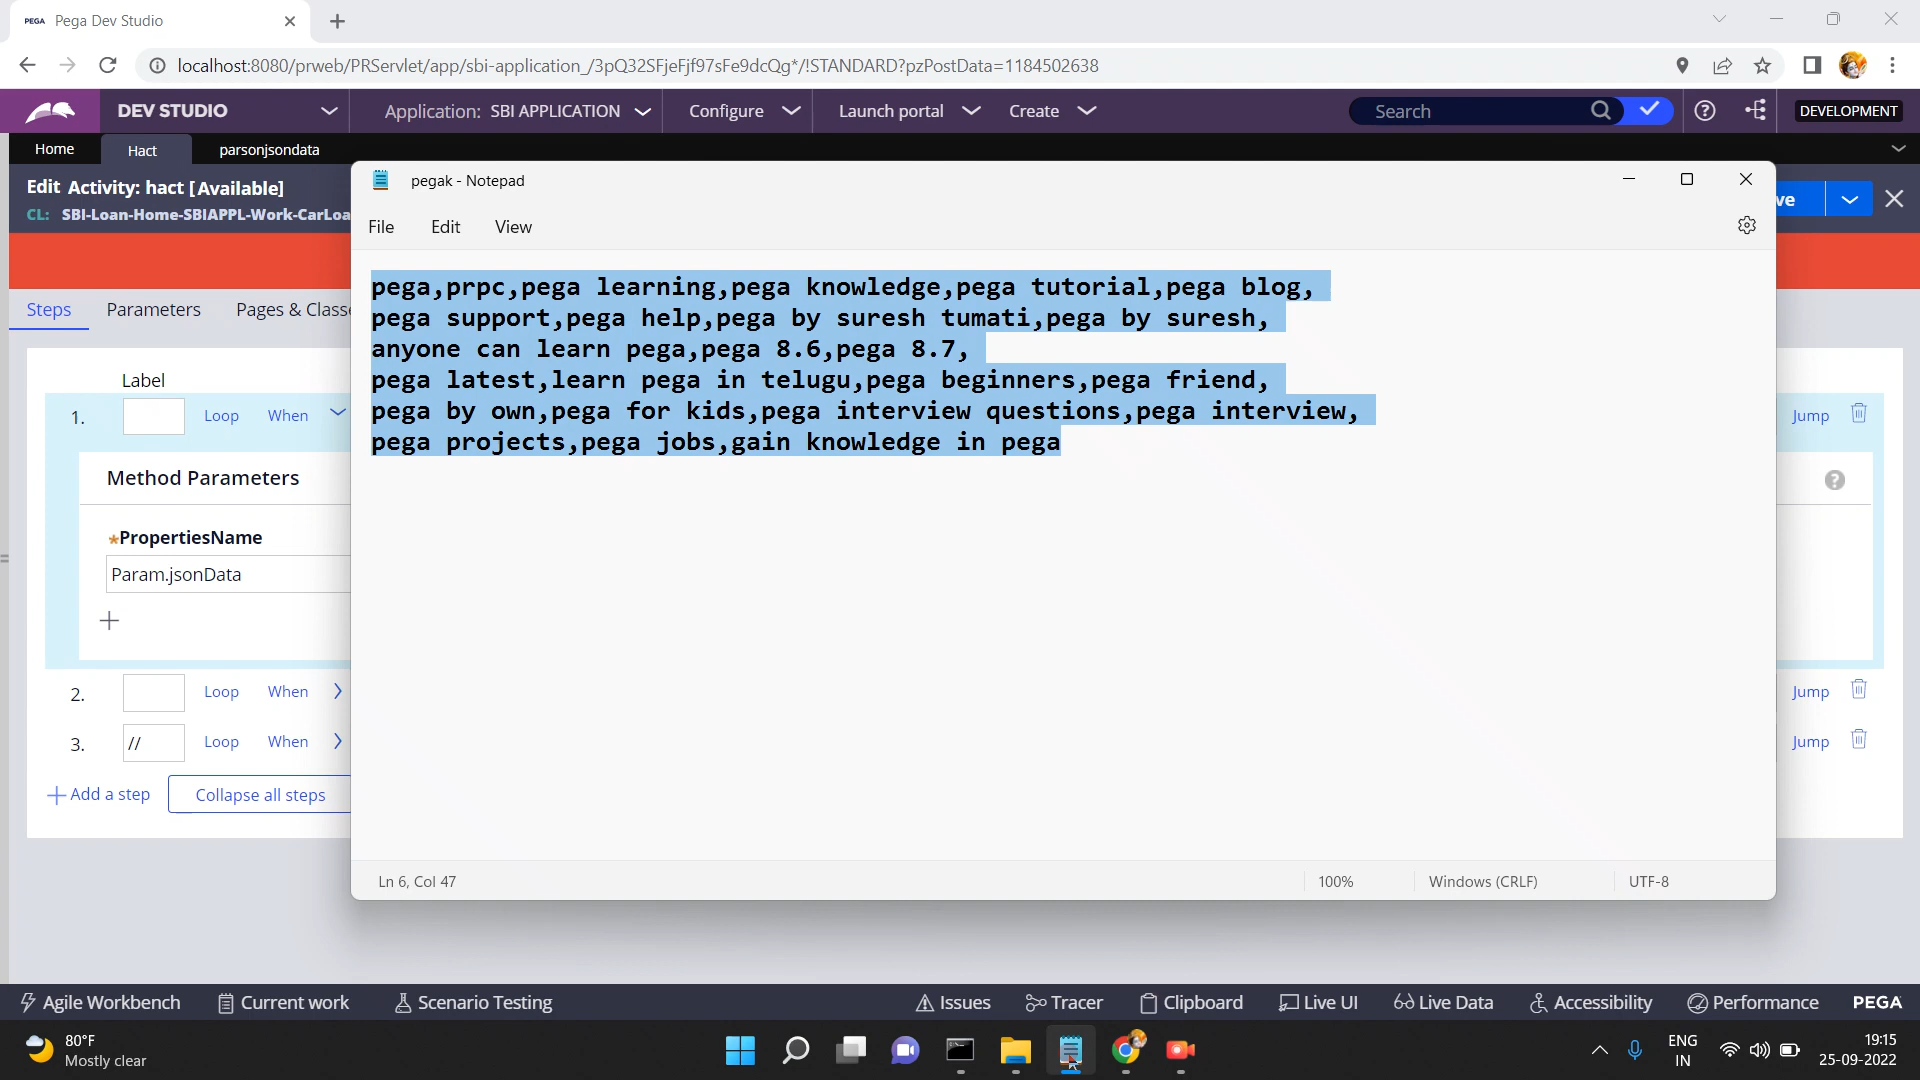 PEGA Pega Dev Studio
localhost:8080/prweb/PRServlet/app/sbi-application_/3pQ32SFjeFjf97sFe9dcQg*/!STANDARD?pzPostData=1184502638
DEV STUDIO Application: SBI APPLICATION Configure Launch portal Create Search DEVELOPMENT
Home Hact parsonjsondata
Edit Activity: hact [Available]
CL: SBI-Loan-Home-SBIAPPL-Work-CarLoa
ve
Steps Parameters Pages & Classe
pegak - Notepad
File Edit View
pega,prpc,pega learning,pega knowledge,pega tutorial,pega blog,
pega support,pega help,pega by suresh tumati,pega by suresh,
anyone can learn pega,pega 8.6,pega 8.7,
pega latest,learn pega in telugu,pega beginners,pega friend,
pega by own,pega for kids,pega interview questions,pega interview,
pega projects,pega jobs,gain knowledge in pega
Ln 6, Col 47 100% Windows (CRLF) UTF-8
Label
1. Loop When Jump
Method Parameters
*PropertiesName
Param.jsonData
2. Loop When Jump
3. // Loop When Jump
Add a step Collapse all steps
Agile Workbench Current work Scenario Testing Issues Tracer Clipboard Live UI Live Data Accessibility Performance PEGA
80°F
Mostly clear
ENG
IN
19:15
25-09-2022